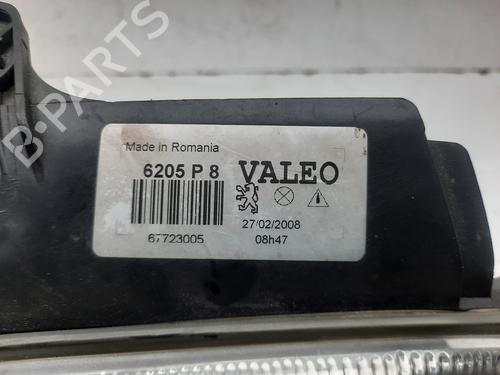 B-PARTS
Made in Romania
6205 P 8
VALEO
67723005
27/02/2008
08h47